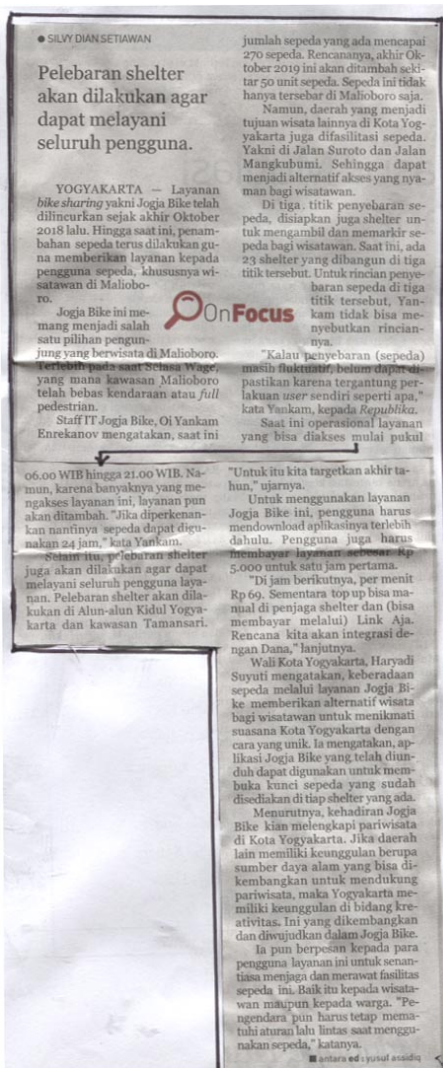 ● SILVY DIAN SETIAWAN
Pelebaran shelter
akan dilakukan agar
dapat melayani
seluruh pengguna.
YOGYAKARTA — Layanan
bike sharing yakni Jogja Bike telah
dilincurkan sejak akhir Oktober
2018 lalu. Hingga saat ini, penam-
bahan sepeda terus dilakukan gu-
na memberikan layanan kepada
pengguna sepeda, khususnya wi-
satawan di Maliobo-
ro.
Jogja Bike ini me-
mang menjadi salah
satu pilihan pengun-
jung yang berwisata di Malioboro.
Terlebih pada saat Selasa Wage,
yang mana kawasan Malioboro
telah bebas kendaraan atau full
pedestrian.
Staff IT Jogja Bike, Oi Yankam
Enrekanov mengatakan, saat ini
OnFocus
jumlah sepeda yang ada mencapai
270 sepeda. Rencananya, akhir Ok-
tober 2019 ini akan ditambah seki-
tar 50 unit sepeda. Sepeda ini tidak
hanya tersebar di Malioboro saja.
Namun, daerah yang menjadi
tujuan wisata lainnya di Kota Yog-
yakarta juga difasilitasi sepeda.
Yakni di Jalan Suroto dan Jalan
Mangkubumi. Sehingga dapat
menjadi alternatif akses yang nya-
man bagi wisatawan.
Di tiga titik penyebaran se-
peda, disiapkan juga shelter un-
tuk mengambil dan memarkir se-
peda bagi wisatawan. Saat ini, ada
23 shelter yang dibangun di tiga
titik tersebut. Untuk rincian penye-
baran sepeda di tiga
titik tersebut, Yan-
kam tidak bisa me-
nyebutkan rincian-
nya.
"Kalau penyebaran (sepeda)
masih fluktuatif, belum dapat di-
pastikan karena tergantung per-
lakuan user sendiri seperti apa,"
kata Yankam, kepada Republika.
Saat ini operasional layanan
yang bisa diakses mulai pukul
06.00 WIB hingga 21.00 WIB. Na-
mun, karena banyaknya yang me-
ngakses layanan ini, layanan pun
akan ditambah. "Jika diperkenan-
kan nantinya sepeda dapat digu-
nakan 24 jam," kata Yankam.
Selain itu, pelebaran shelter
juga akan dilakukan agar dapat
melayani seluruh pengguna laya-
nan. Pelebaran shelter akan dila-
kukan di Alun-alun Kidul Yogya-
karta dan kawasan Tamansari.
"Untuk itu kita targetkan akhir ta-
hun," ujarnya.
Untuk menggunakan layanan
Jogja Bike ini, pengguna harus
mendownload aplikasinya terlebih
dahulu. Pengguna juga harus
membayar layanan sebesar Rp
5.000 untuk satu jam pertama.
"Di jam berikutnya, per menit
Rp 69. Sementara top up bisa ma-
nual di penjaga shelter dan (bisa
membayar melalui) Link Aja.
Rencana kita akan integrasi de-
ngan Dana," lanjutnya.
Wali Kota Yogyakarta, Haryadi
Suyuti mengatakan, keberadaan
sepeda melalui layanan Jogja Bi-
ke memberikan alternatif wisata
bagi wisatawan untuk menikmati
suasana Kota Yogyakarta dengan
cara yang unik. Ia mengatakan, ap-
likasi Jogja Bike yang telah diun-
duh dapat digunakan untuk mem-
buka kunci sepeda yang sudah
disediakan di tiap shelter yang ada.
Menurutnya, kehadiran Jogja
Bike kian melengkapi pariwisata
di Kota Yogyakarta. Jika daerah
lain memiliki keunggulan berupa
sumber daya alam yang bisa di-
kembangkan untuk mendukung
pariwisata, maka Yogyakarta me-
miliki keunggulan di bidang kre-
ativitas. Ini yang dikembangkan
dan diwujudkan dalam Jogja Bike.
Ia pun berpesan kepada para
pengguna layanan ini untuk senan-
tiasa menjaga dan merawat fasilitas
sepeda ini. Baik itu kepada wisata-
wan maupun kepada warga. "Pe-
ngendara pun harus tetap mema-
tuhi aturan lalu lintas saat menggu-
nakan sepeda," katanya.
■ antara ed : yusuf assidiq